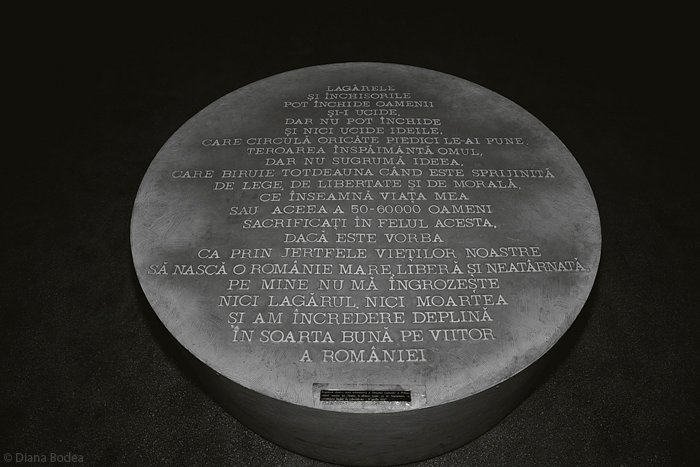 LAGĂRELE
ȘI ÎNCHISORILE
POT ÎNCHIDE OAMENII
ȘI-I UCIDE,
DAR NU POT ÎNCHIDE
ȘI NICI UCIDE IDEILE,
CARE CIRCULĂ ORICÂTE PIEDICI LE-AI PUNE.
TEROAREA ÎNSPĂIMÂNTĂ OMUL,
DAR NU SUGRUMĂ IDEEA,
CARE BIRUIE TOTDEAUNA CÂND ESTE SPRIJINITĂ
DE LEGE, DE LIBERTATE ȘI DE MORALĂ.
CE ÎNSEAMNĂ VIAȚA MEA
SAU ACEEA A 50-60000 OAMENI
SACRIFICAȚI ÎN FELUL ACESTA,
DACĂ ESTE VORBA
CA PRIN JERTFELE VIEȚILOR NOASTRE
SĂ NASCĂ O ROMÂNIE MARE, LIBERĂ ȘI NEATÂRNATĂ.
PE MINE NU MĂ ÎNGROZEȘTE
NICI LAGĂRUL, NICI MOARTEA
ȘI AM ÎNCREDERE DEPLINĂ
ÎN SOARTA BUNĂ PE VIITOR
A ROMÂNIEI
© Diana Bodea